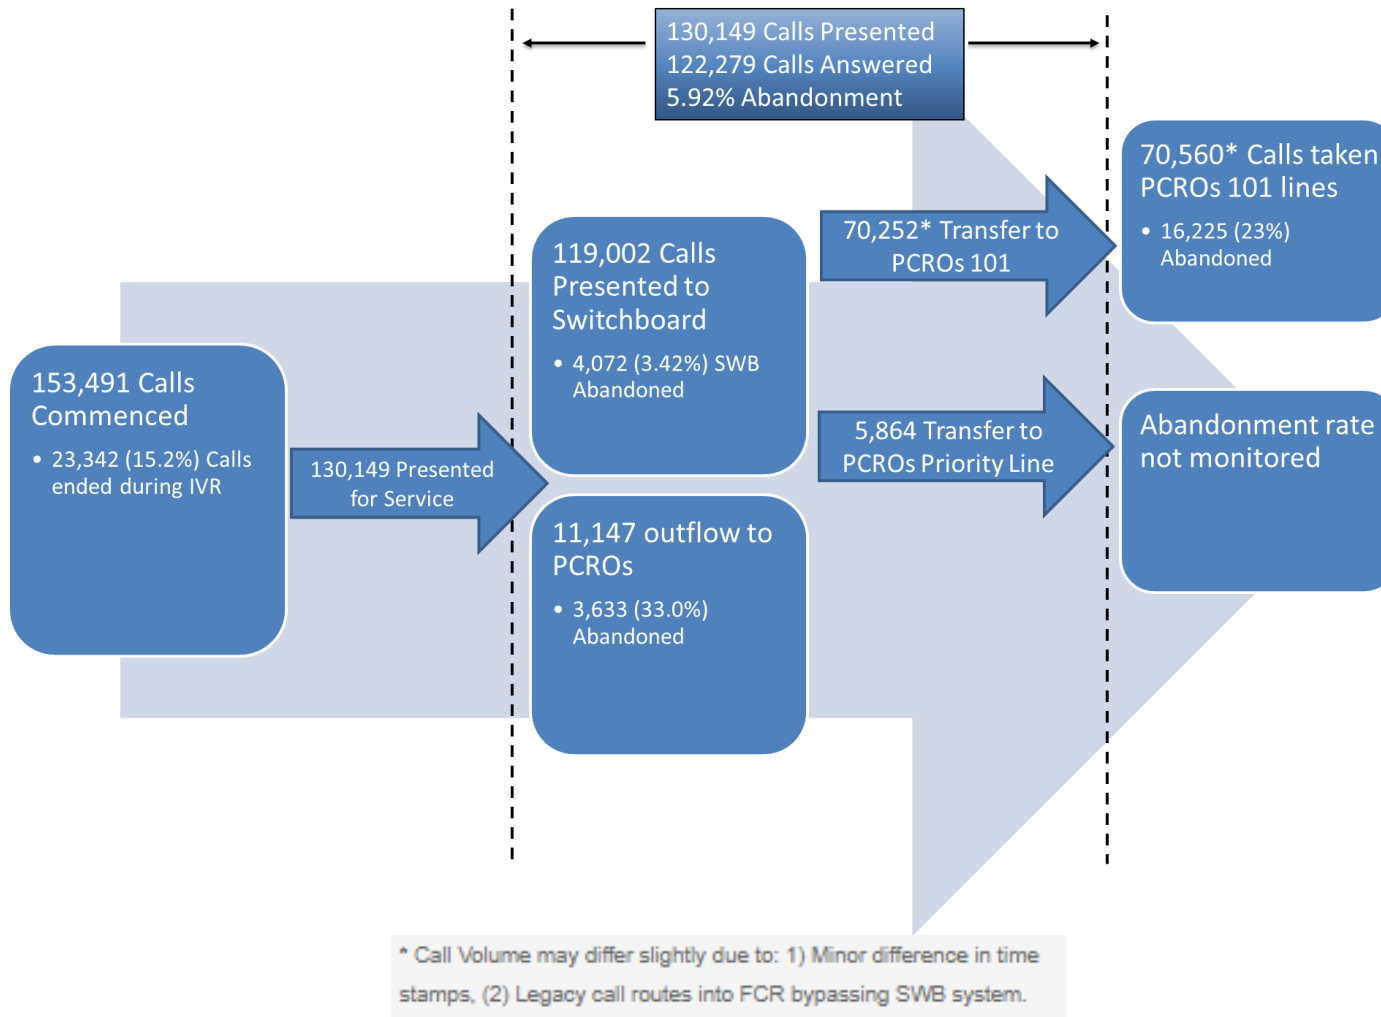 130,149 Calls Presented
122,279 Calls Answered
5.92% Abandonment
153,491 Calls
Commenced
• 23,342 (15.2%) Calls
ended during IVR
130,149 Presented
for Service
119,002 Calls
Presented to
Switchboard
• 4,072 (3.42%) SWB
Abandoned
11,147 outflow to
PCROs
• 3,633 (33.0%)
Abandoned
70,252* Transfer to
PCROs 101
5,864 Transfer to
PCROs Priority Line
70,560* Calls taken
PCROs 101 lines
• 16,225 (23%)
Abandoned
Abandonment rate
not monitored
* Call Volume may differ slightly due to: 1) Minor difference in time
stamps, (2) Legacy call routes into FCR bypassing SWB system.